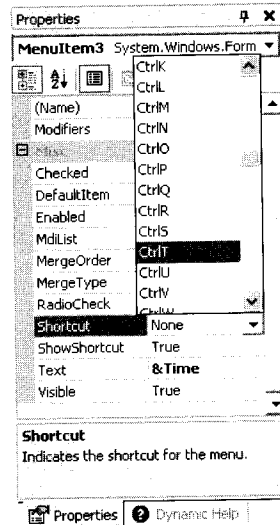 Properties
MenuItem3 System.Windows.Form
CtrlK
CtrlL
CtrlM
CtrlN
CtrlO
CtrlP
CtrlQ
CtrlR
CtrlS
CtrlT
CtrlU
CtrlV
(Name)
Modifiers
Misc
Checked
DefaultItem
Enabled
MdiList
MergeOrder
MergeType
RadioCheck
Shortcut None
ShowShortcut True
Text &Time
Visible True
Shortcut
Indicates the shortcut for the menu.
Properties Dynamic Help